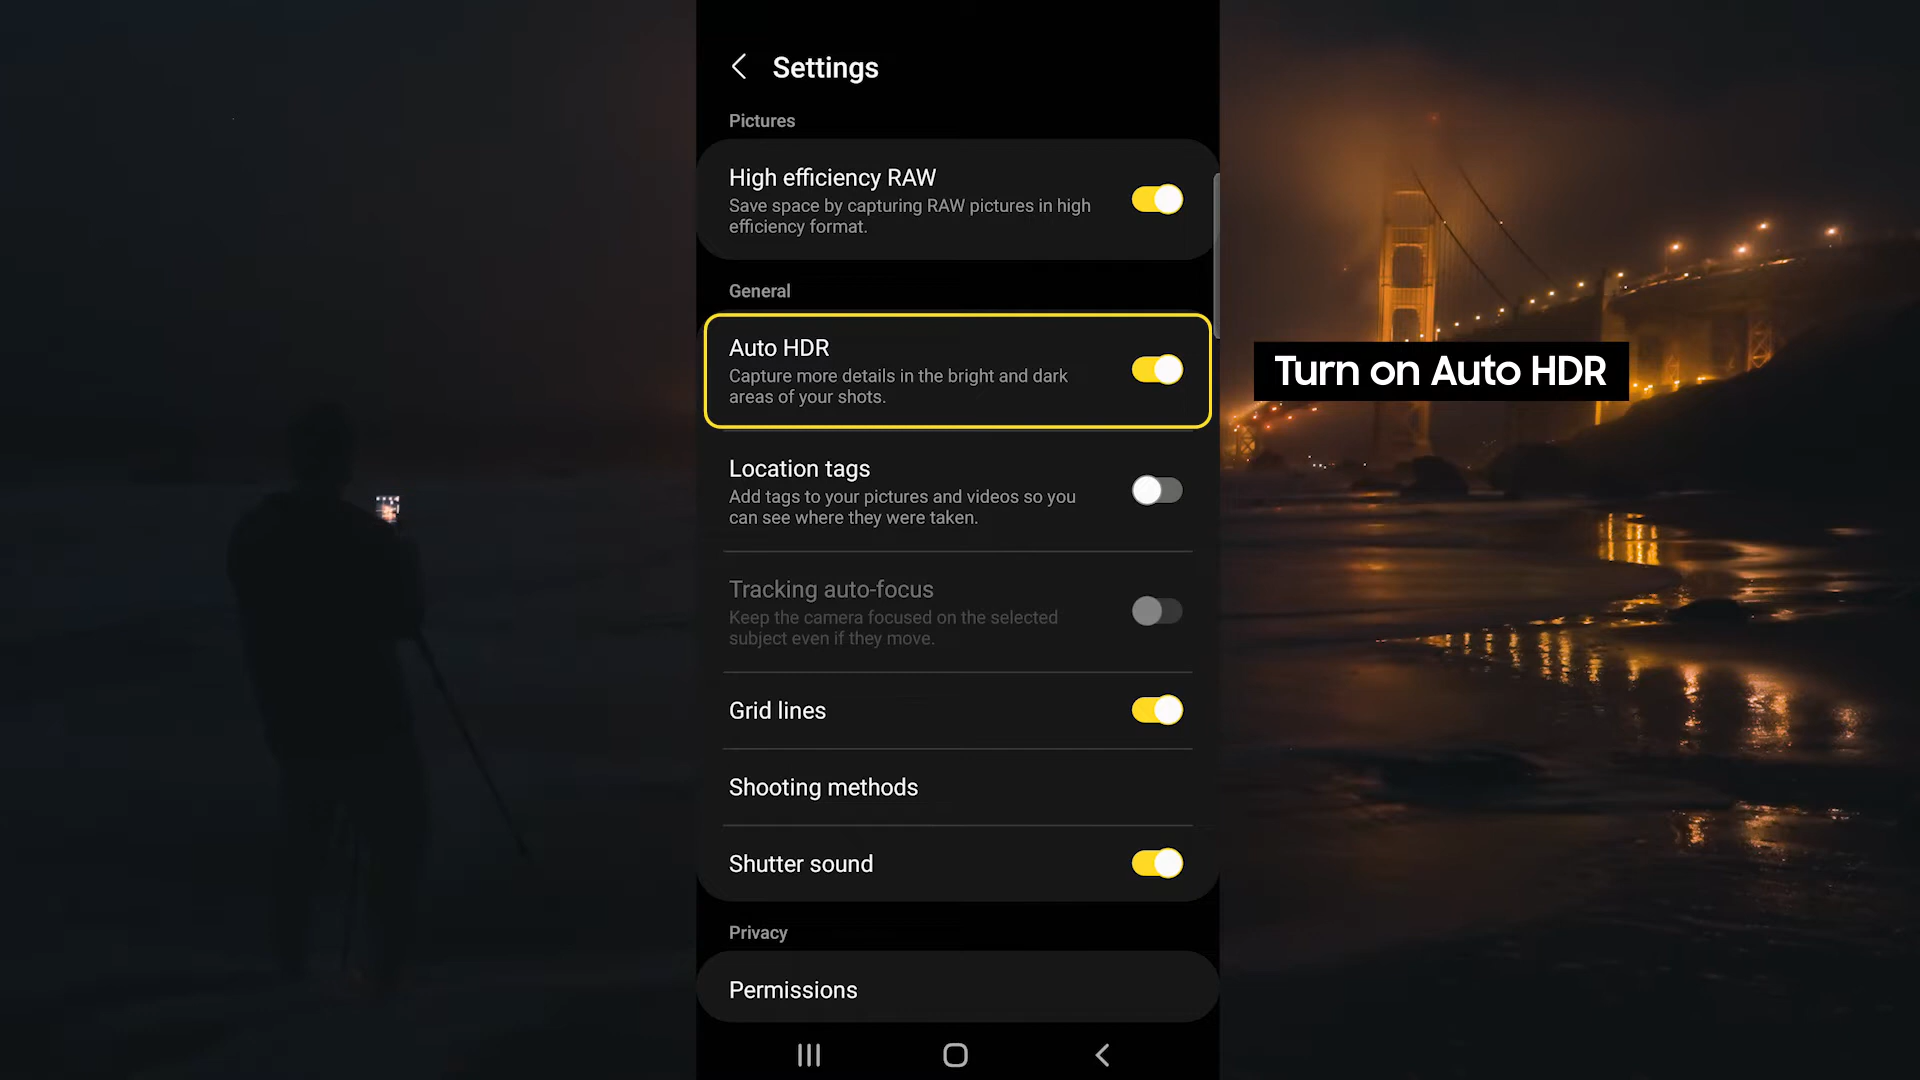 Settings
Pictures
High efficiency RAW
Save space by capturing RAW pictures in high
efficiency format.
General
Auto HDR
Capture more details in the bright and dark
areas of your shots.
Turn on Auto HDR
Location tags
Add tags to your pictures and videos so you
can see where they were taken.
Tracking auto-focus
Keep the camera focused on the selected
subject even if they move.
Grid lines
Shooting methods
Shutter sound
Privacy
Permissions